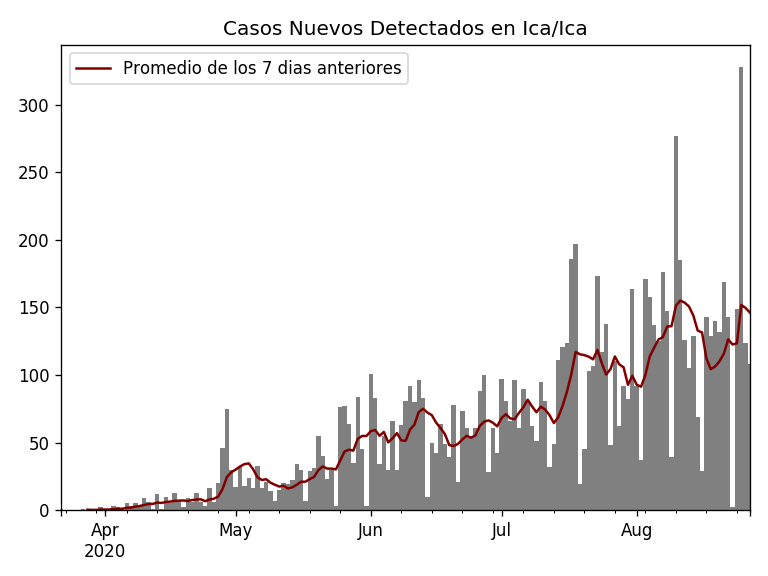 Casos Nuevos Detectados en Ica/Ica
Promedio de los 7 dias anteriores
300
250
200
150
100
50
0
Apr May Jun Jul Aug
2020